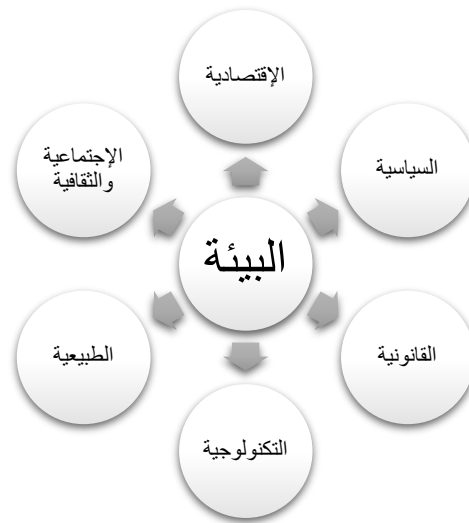 الإقتصادية
السياسية
الإجتماعية
والثقافية
البيئة
القانونية
الطبيعية
التكنولوجية